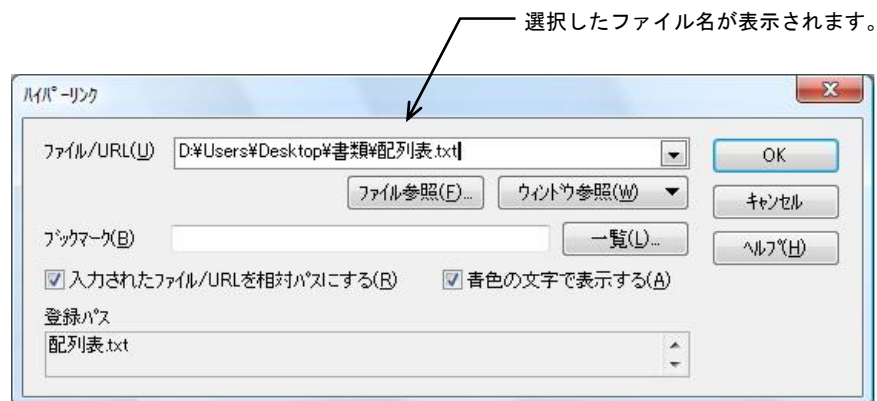 選択したファイル名が表示されます。
ﾊｲﾊﾟｰﾘﾝｸ
ﾌｧｲﾙ/URL(U) D:¥Users¥Desktop¥書類¥配列表.txt OK
ﾌｧｲﾙ参照(F)... ｳｨﾝﾄﾞｳ参照(W) ｷｬﾝｾﾙ
ﾌﾞｯｸﾏｰｸ(B) 一覧(L)... ﾍﾙﾌﾟ(H)
入力されたﾌｧｲﾙ/URLを相対ﾊﾟｽにする(R) 青色の文字で表示する(A)
登録ﾊﾟｽ
配列表.txt